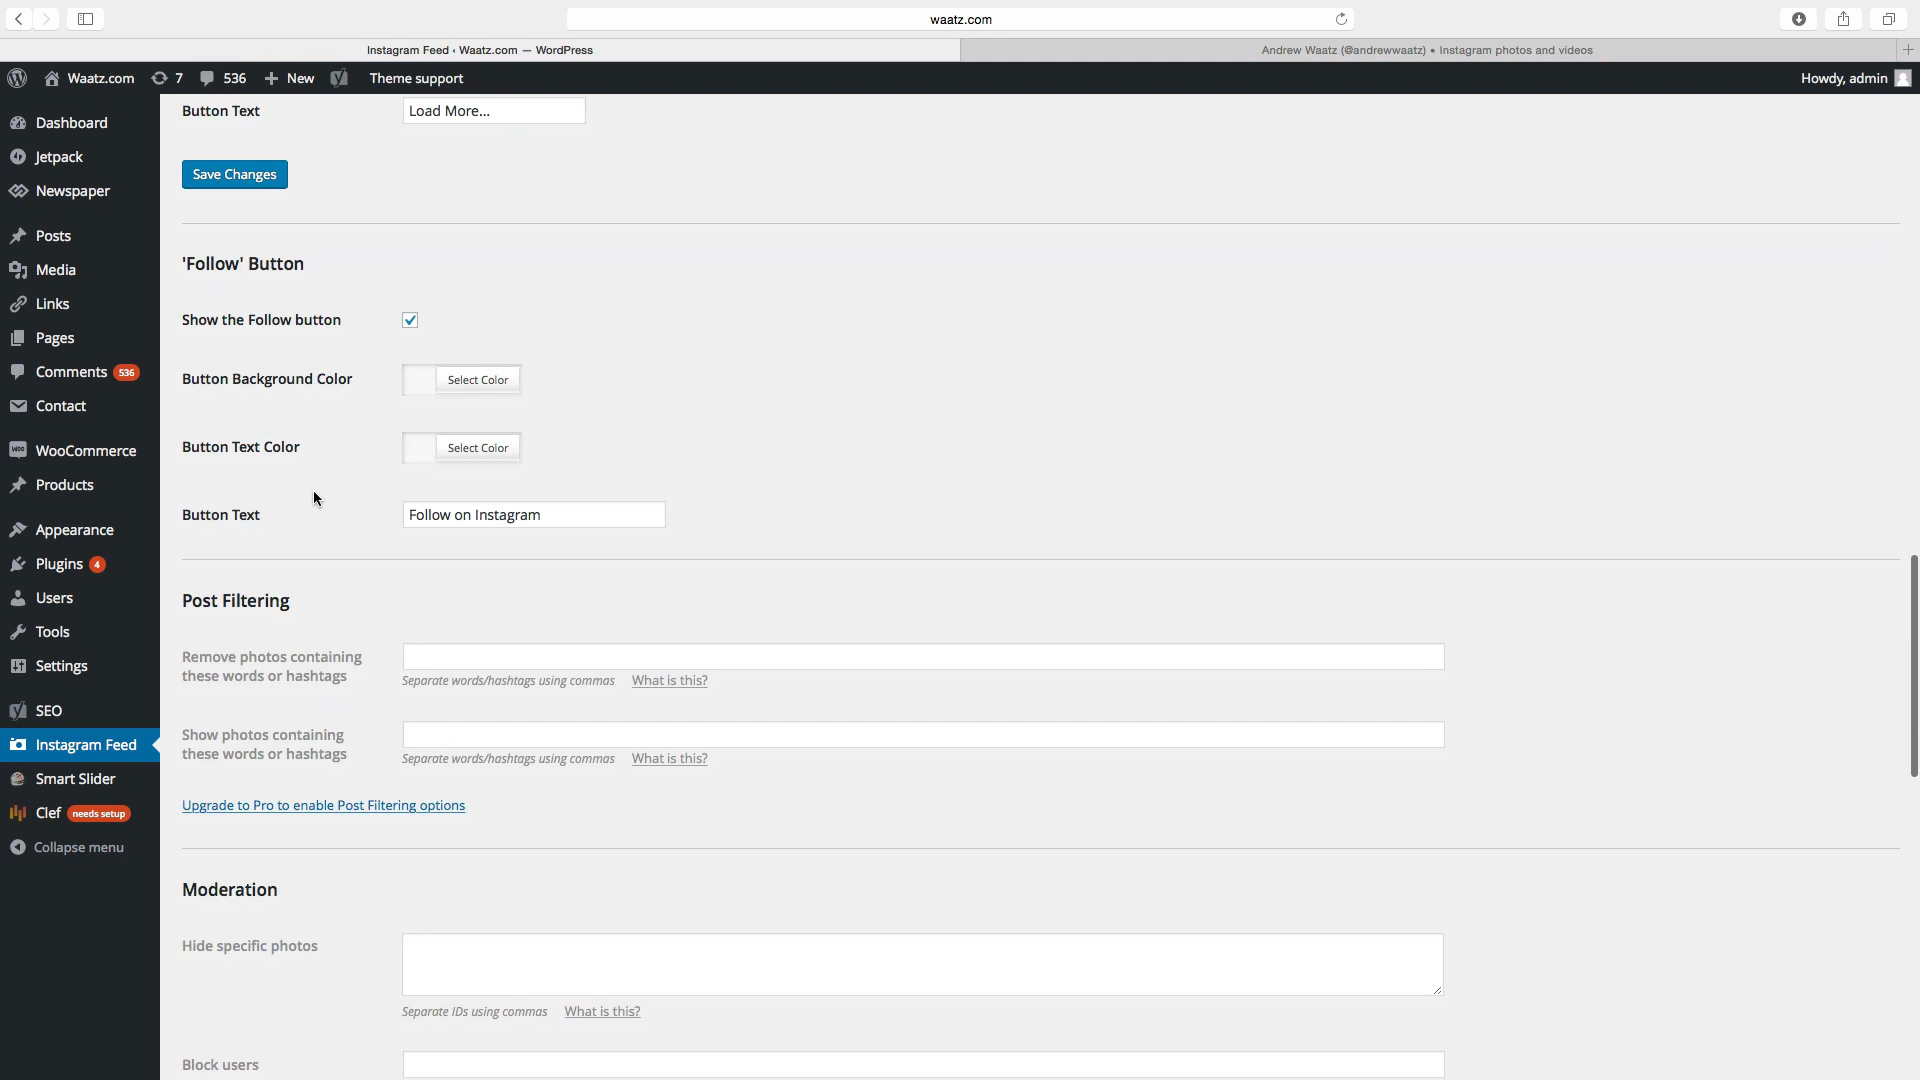 waatz.com
Instagram Feed ‹ Waatz.com — WordPress
Andrew Waatz (@andrewwaatz) • Instagram photos and videos
Waatz.com
7
536
New
Theme support
Howdy, admin
Dashboard
Jetpack
Newspaper
Posts
Media
Links
Pages
Comments 536
Contact
WooCommerce
Products
Appearance
Plugins 4
Users
Tools
Settings
SEO
Instagram Feed
Smart Slider
Clef needs setup
Collapse menu
Button Text
Load More...
Save Changes
'Follow' Button
Show the Follow button
Button Background Color
Select Color
Button Text Color
Select Color
Button Text
Follow on Instagram
Post Filtering
Remove photos containing
these words or hashtags
Separate words/hashtags using commas What is this?
Show photos containing
these words or hashtags
Separate words/hashtags using commas What is this?
Upgrade to Pro to enable Post Filtering options
Moderation
Hide specific photos
Separate IDs using commas What is this?
Block users